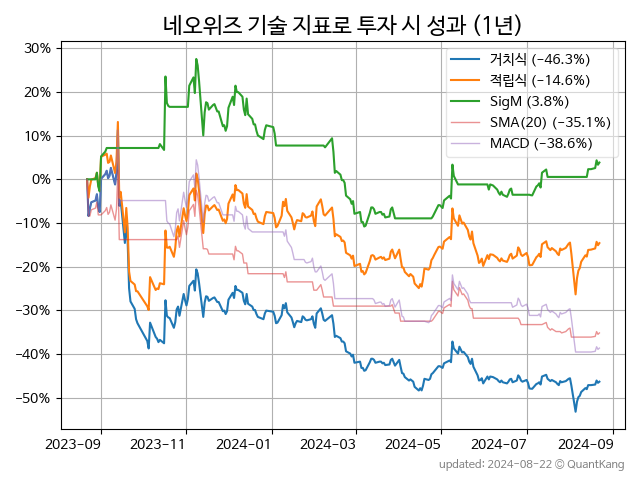 네오위즈 기술 지표로 투자 시 성과 (1년)
거치식 (−46.3%)
적립식 (−14.6%)
SigM (3.8%)
SMA(20) (−35.1%)
MACD (−38.6%)
30%
20%
10%
0%
−10%
−20%
−30%
−40%
−50%
2023-09 2023-11 2024-01 2024-03 2024-05 2024-07 2024-09
updated: 2024-08-22 © QuantKang